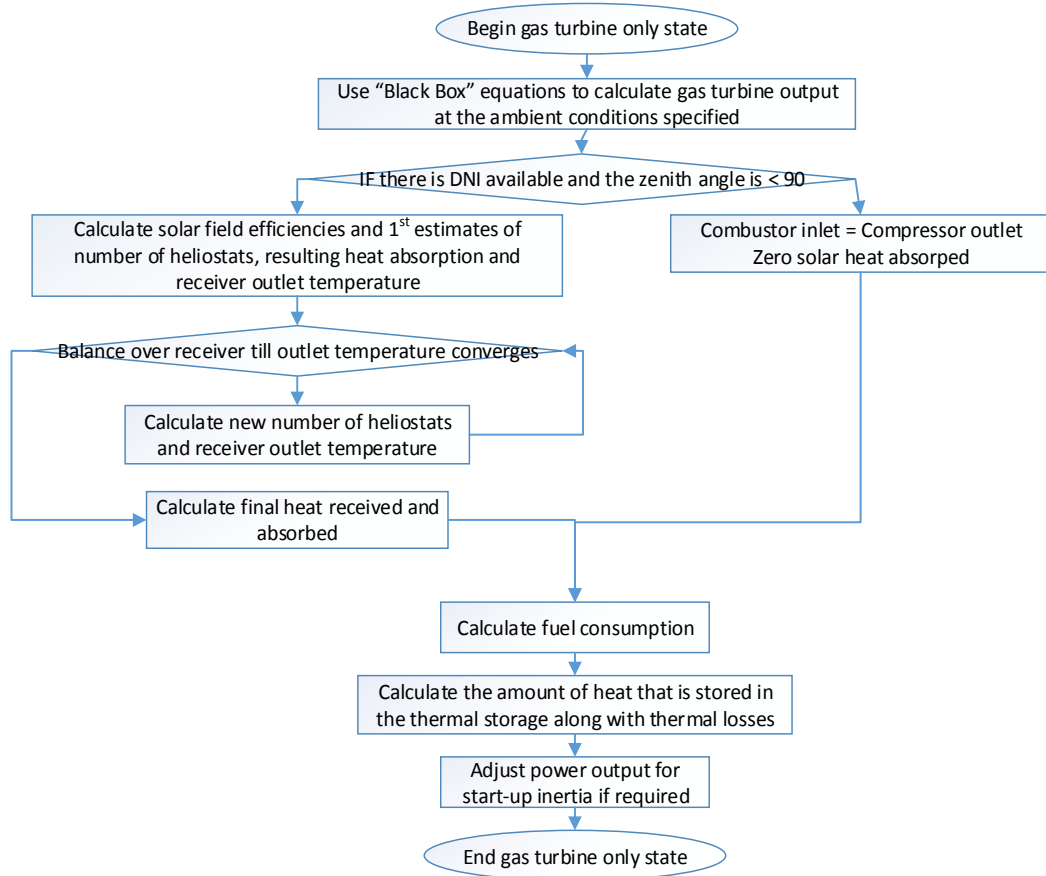 Begin gas turbine only state
Use “Black Box” equations to calculate gas turbine output
at the ambient conditions specified
IF there is DNI available and the zenith angle is < 90
Calculate solar field efficiencies and 1st estimates of
number of heliostats, resulting heat absorption and
receiver outlet temperature
Combustor inlet = Compressor outlet
Zero solar heat absorped
Balance over receiver till outlet temperature converges
Calculate new number of heliostats
and receiver outlet temperature
Calculate final heat received and
absorbed
Calculate fuel consumption
Calculate the amount of heat that is stored in
the thermal storage along with thermal losses
Adjust power output for
start-up inertia if required
End gas turbine only state